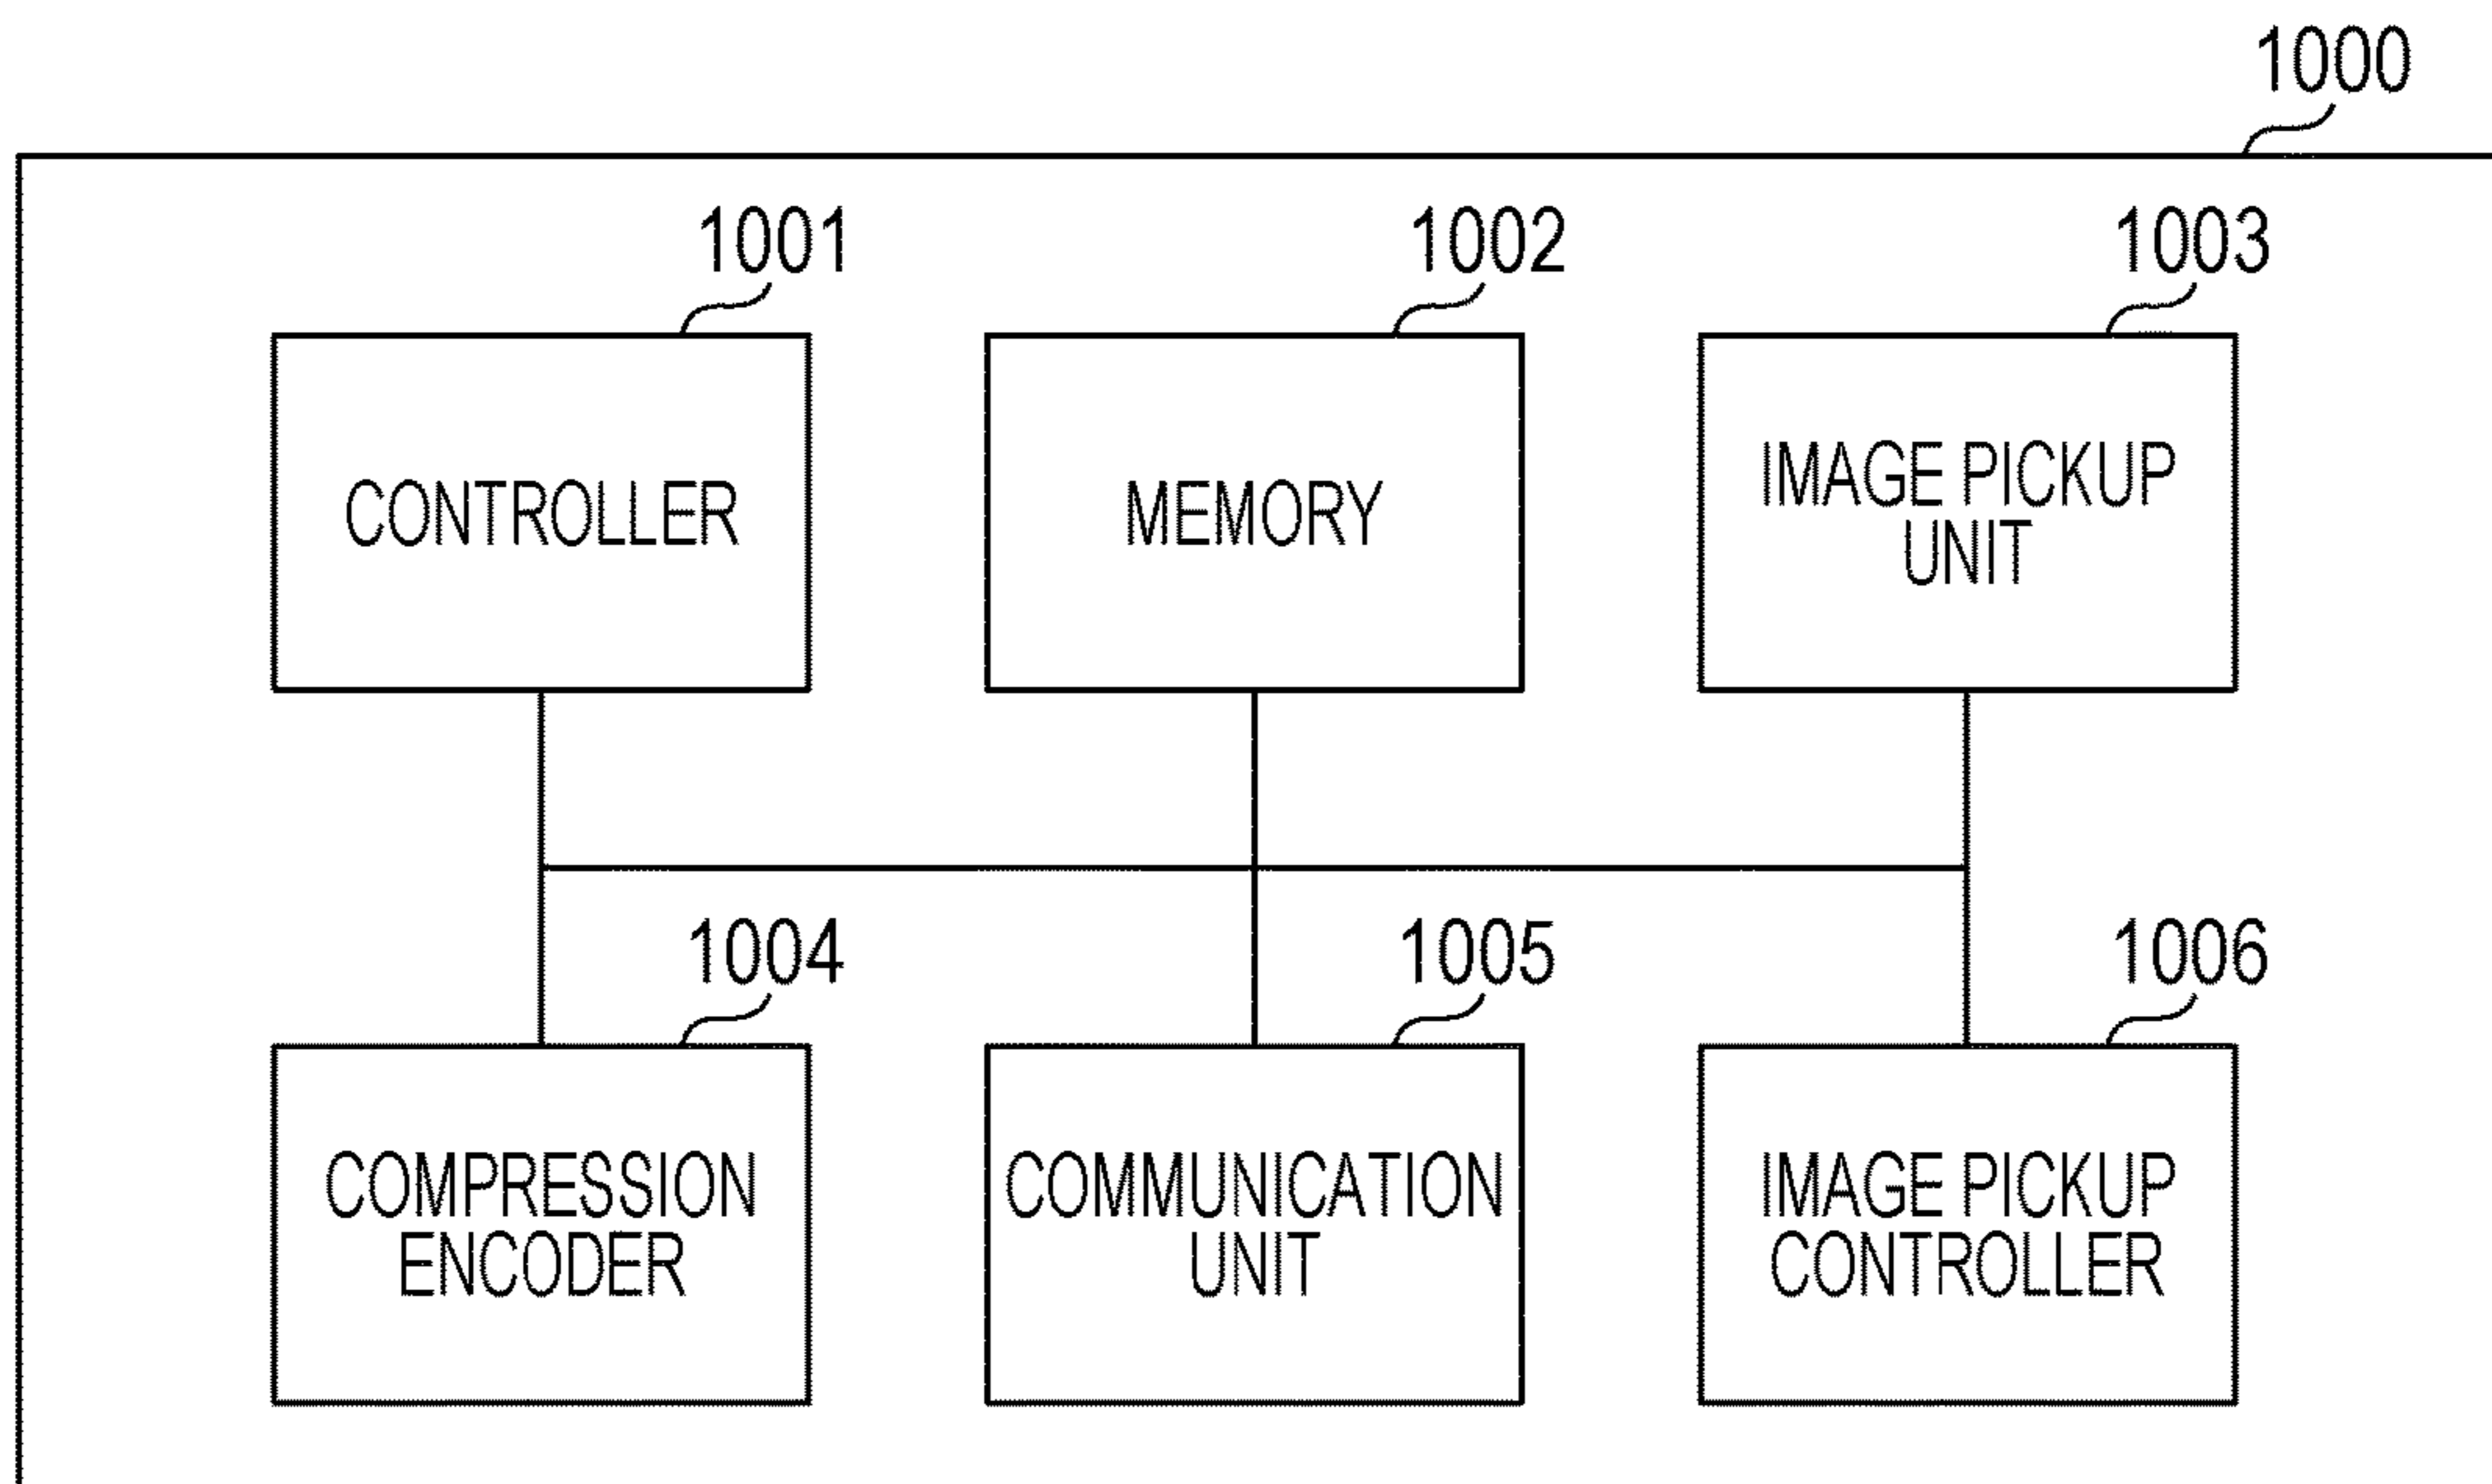 1000
1001
1002
1003
CONTROLLER
MEMORY
IMAGE PICKUP
UNIT
1004
1005
1006
COMPRESSION
ENCODER
COMMUNICATION
UNIT
IMAGE PICKUP
CONTROLLER